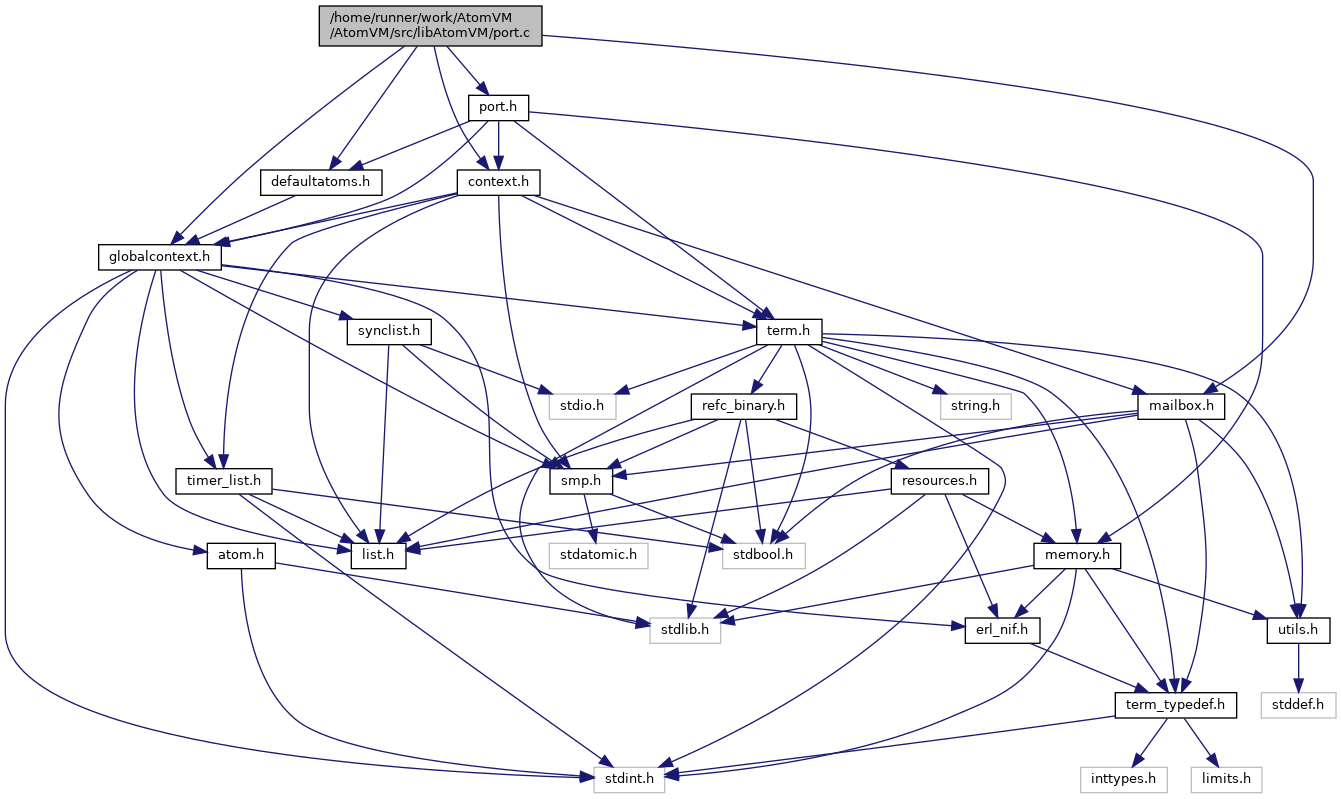 /home/runner/work/AtomVM
/AtomVM/src/libAtomVM/port.c
port.h
defaultatoms.h
context.h
globalcontext.h
synclist.h
term.h
stdio.h
refc_binary.h
string.h
mailbox.h
timer_list.h
smp.h
resources.h
atom.h
list.h
stdatomic.h
stdbool.h
memory.h
stdlib.h
erl_nif.h
utils.h
term_typedef.h
stddef.h
stdint.h
inttypes.h
limits.h